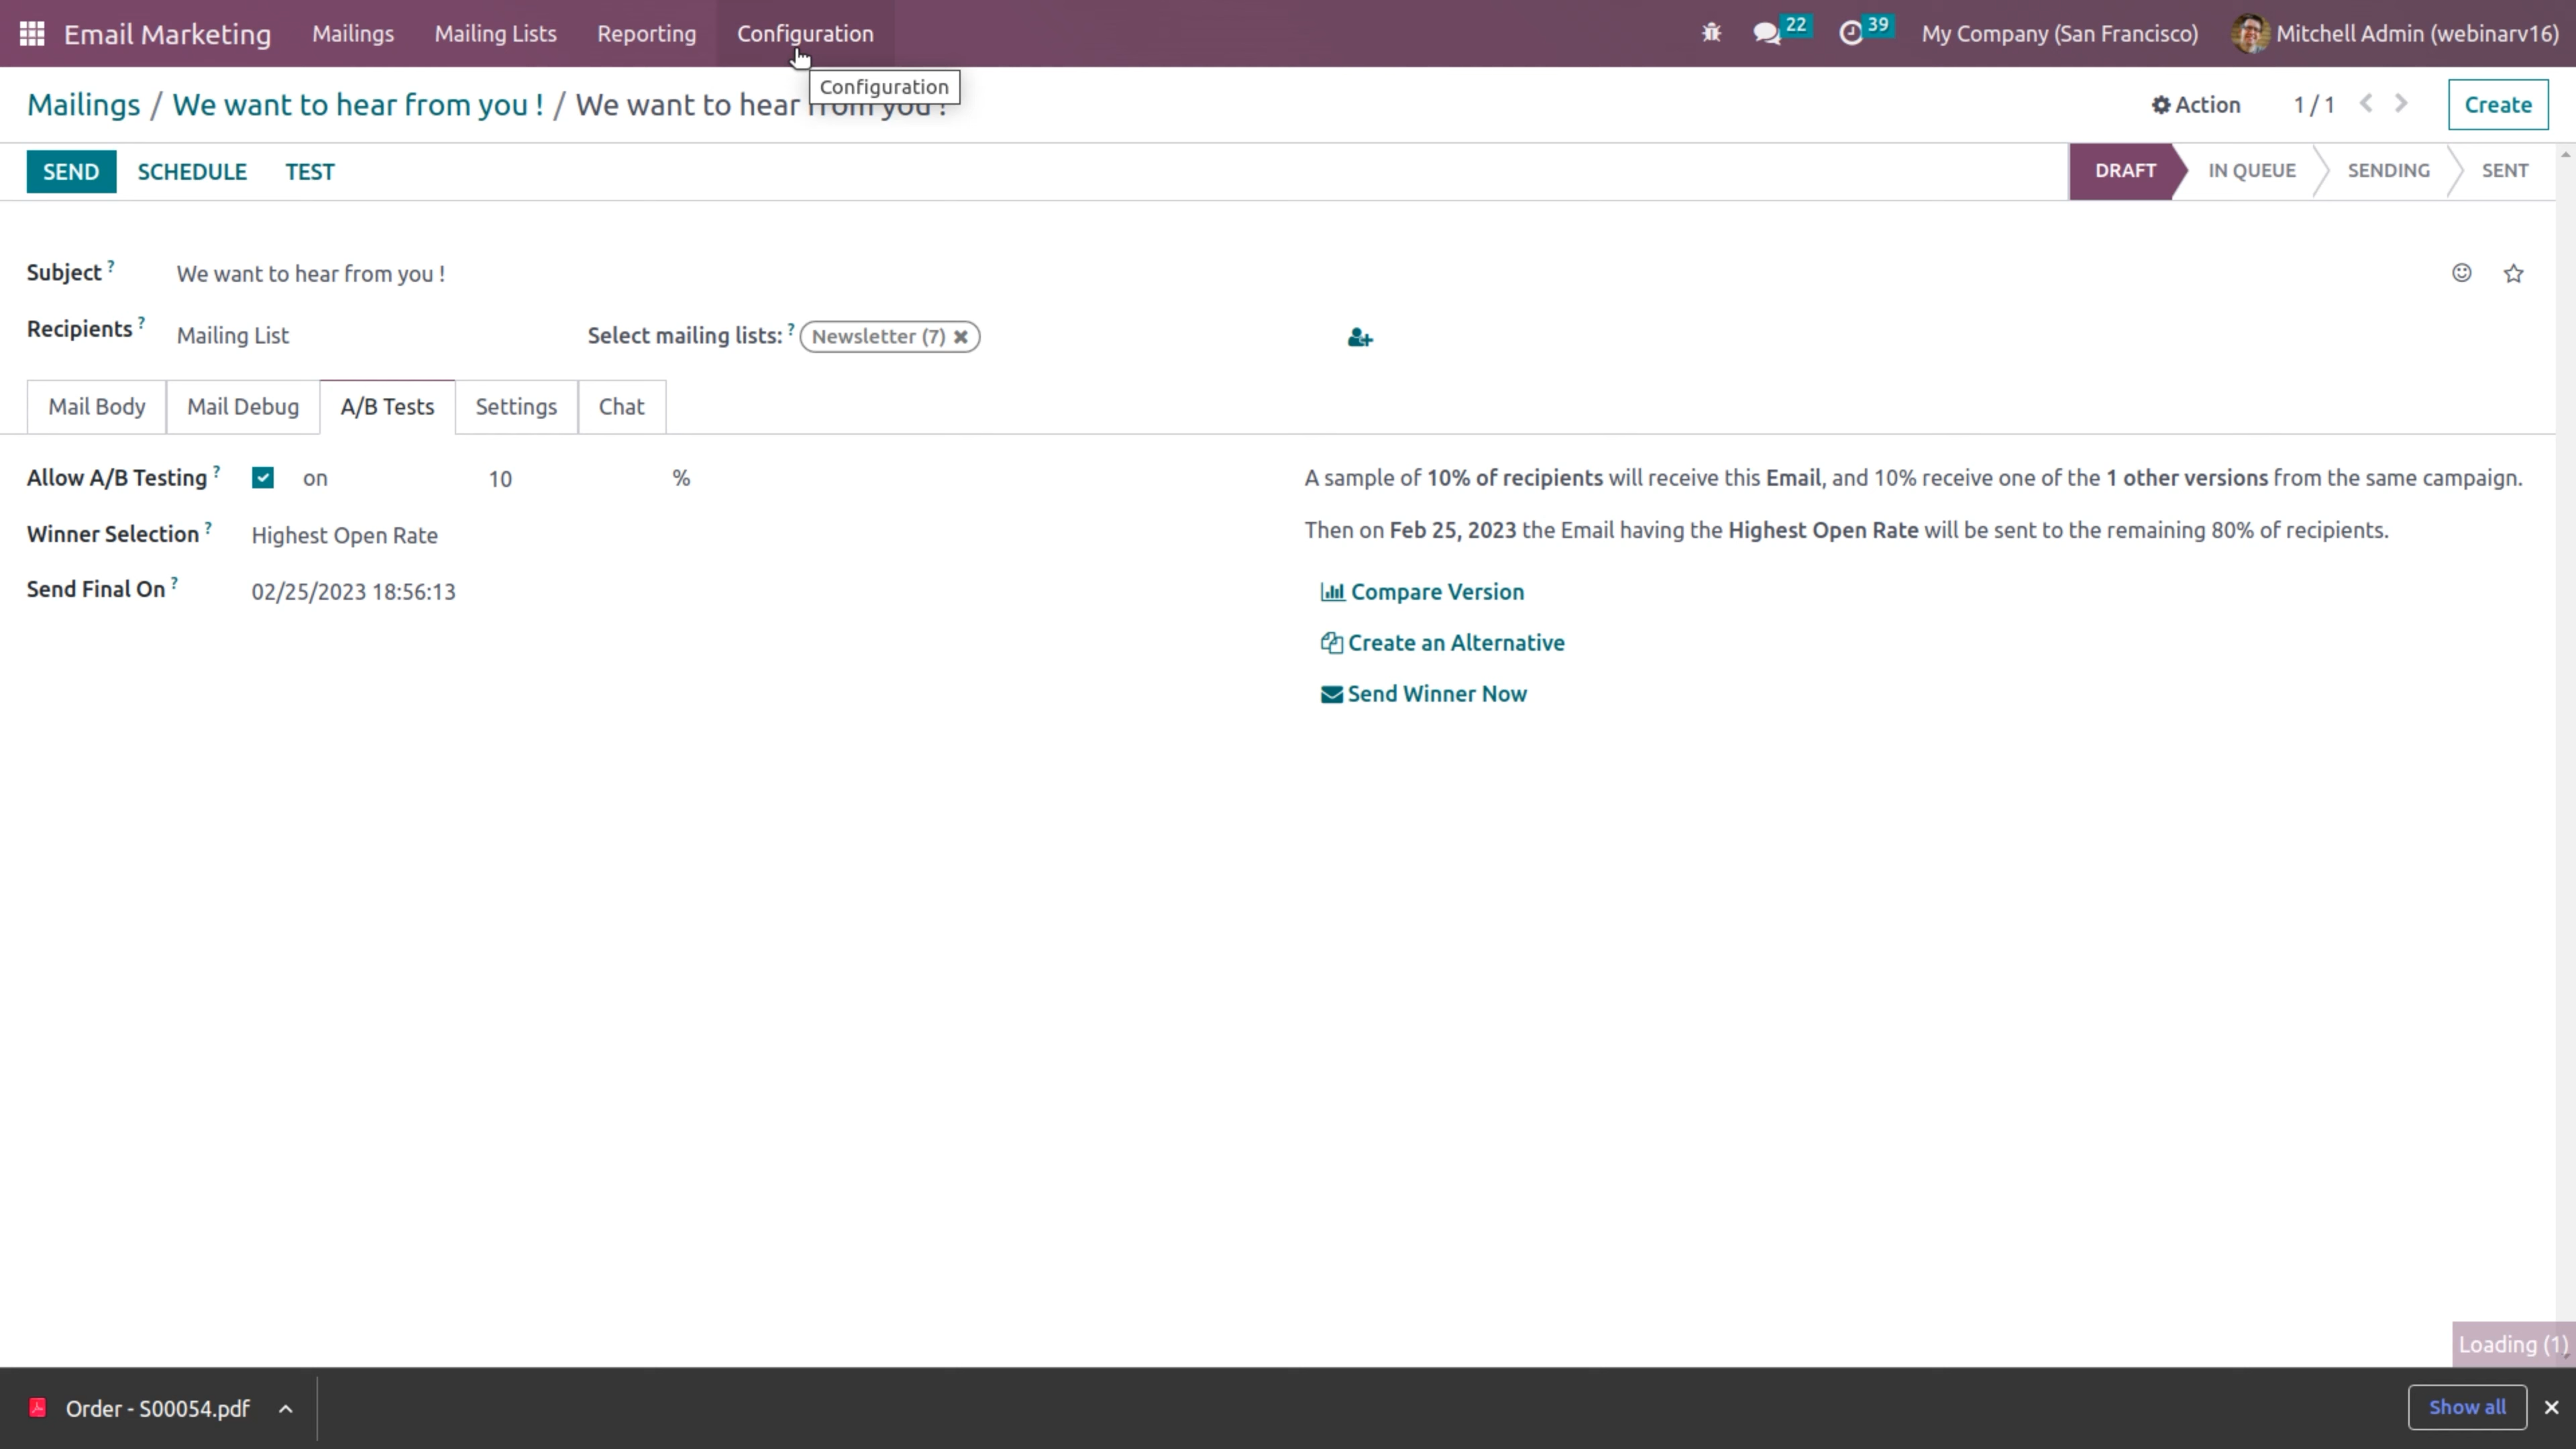 Email Marketing Mailings Mailing Lists Reporting Configuration 22 39 My Company (San Francisco) Mitchell Admin (webinarv16)
Configuration
Mailings / We want to hear from you ! / We want to hear from you ! Action 1 / 1 Create
SEND SCHEDULE TEST DRAFT IN QUEUE SENDING SENT
Subject ? We want to hear from you !
Recipients ? Mailing List Select mailing lists: ? Newsletter (7)
Mail Body Mail Debug A/B Tests Settings Chat
Allow A/B Testing ? on 10 % A sample of 10% of recipients will receive this Email, and 10% receive one of the 1 other versions from the same campaign.
Winner Selection ? Highest Open Rate Then on Feb 25, 2023 the Email having the Highest Open Rate will be sent to the remaining 80% of recipients.
Send Final On ? 02/25/2023 18:56:13 Compare Version
Create an Alternative
Send Winner Now
Loading (1)
Order - S00054.pdf Show all